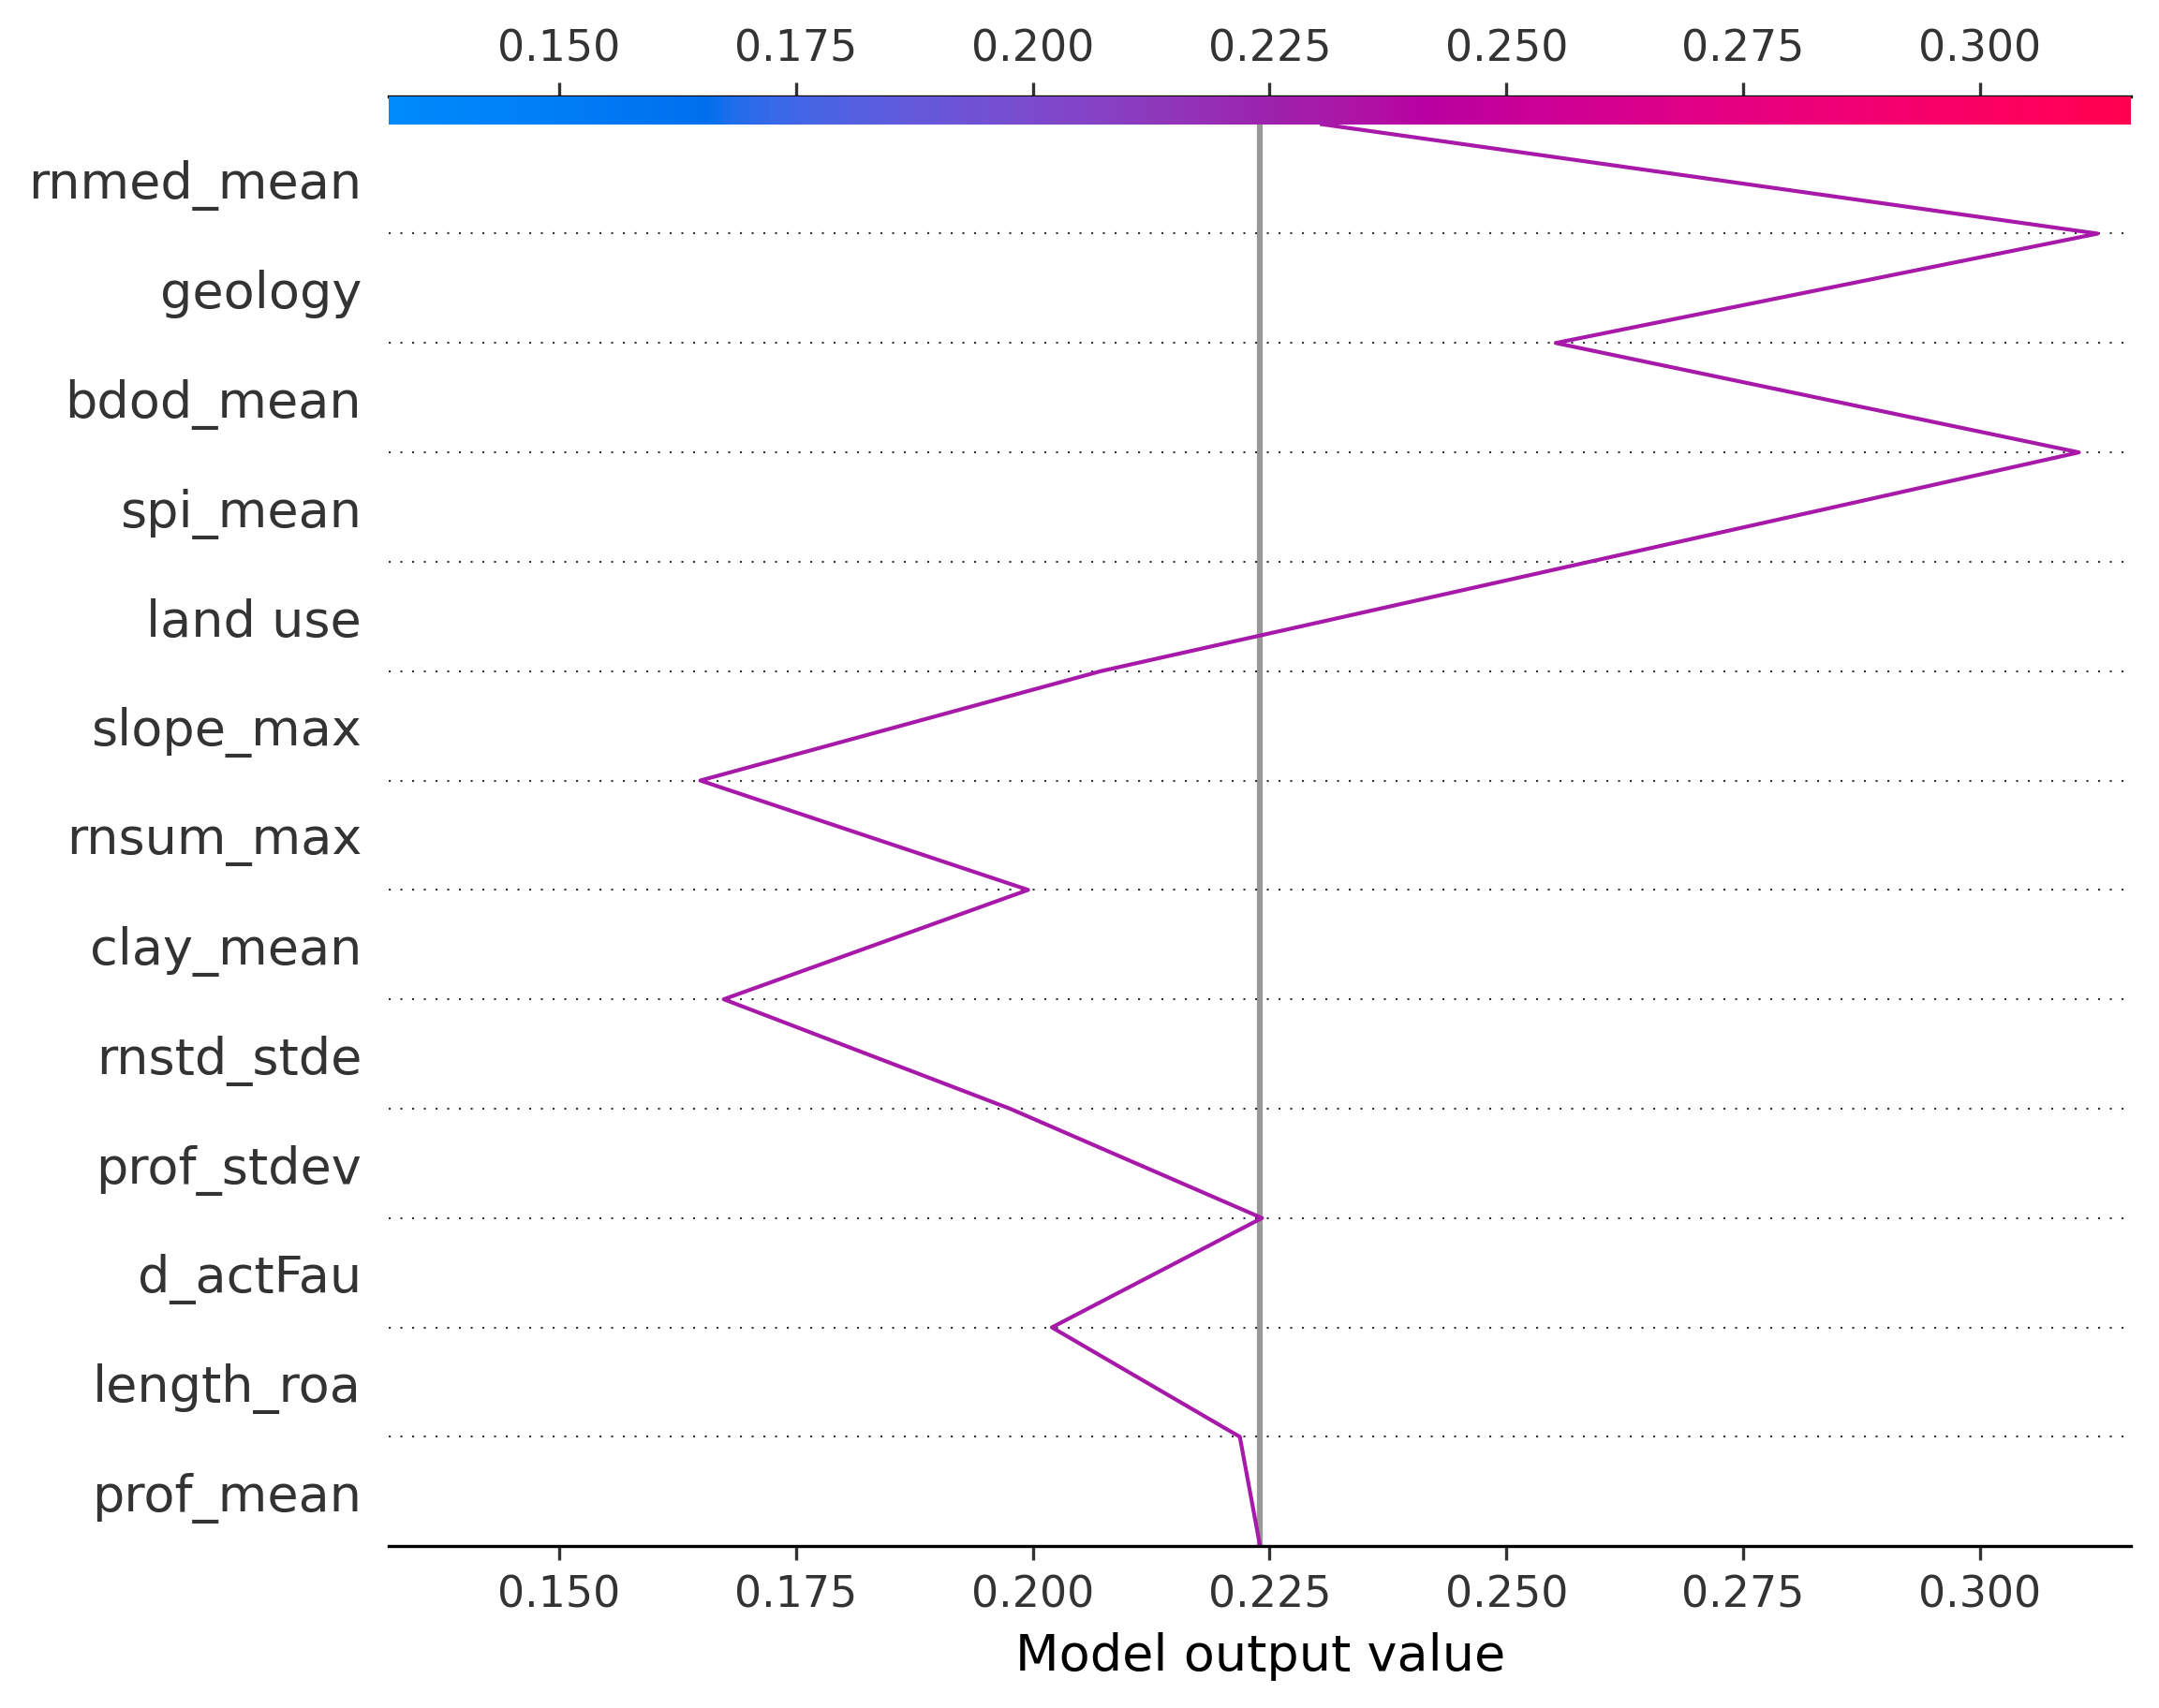 0.150 0.175 0.200 0.225 0.250 0.275 0.300
rnmed_mean
geology
bdod_mean
spi_mean
land use
slope_max
rnsum_max
clay_mean
rnstd_stde
prof_stdev
d_actFau
length_roa
prof_mean
0.150 0.175 0.200 0.225 0.250 0.275 0.300
Model output value